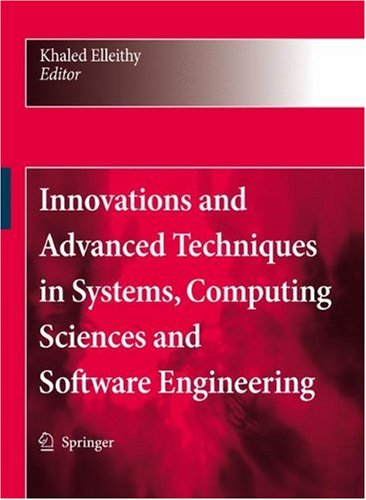 Khaled Elleithy
Editor
Innovations and
Advanced Techniques
in Systems, Computing
Sciences and
Software Engineering
Springer